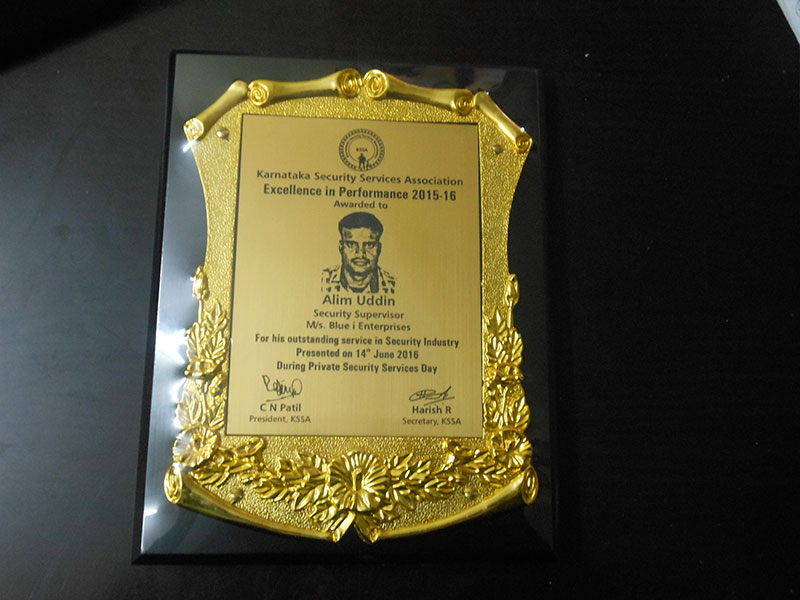 KSSA
Karnataka Security Services Association
Excellence in Performance 2015-16
Awarded to
Alim Uddin
Security Supervisor
M/s. Blue i Enterprises
For his outstanding service in Security Industry
Presented on 14th June 2016
During Private Security Services Day
C N Patil
President, KSSA
Harish R
Secretary, KSSA